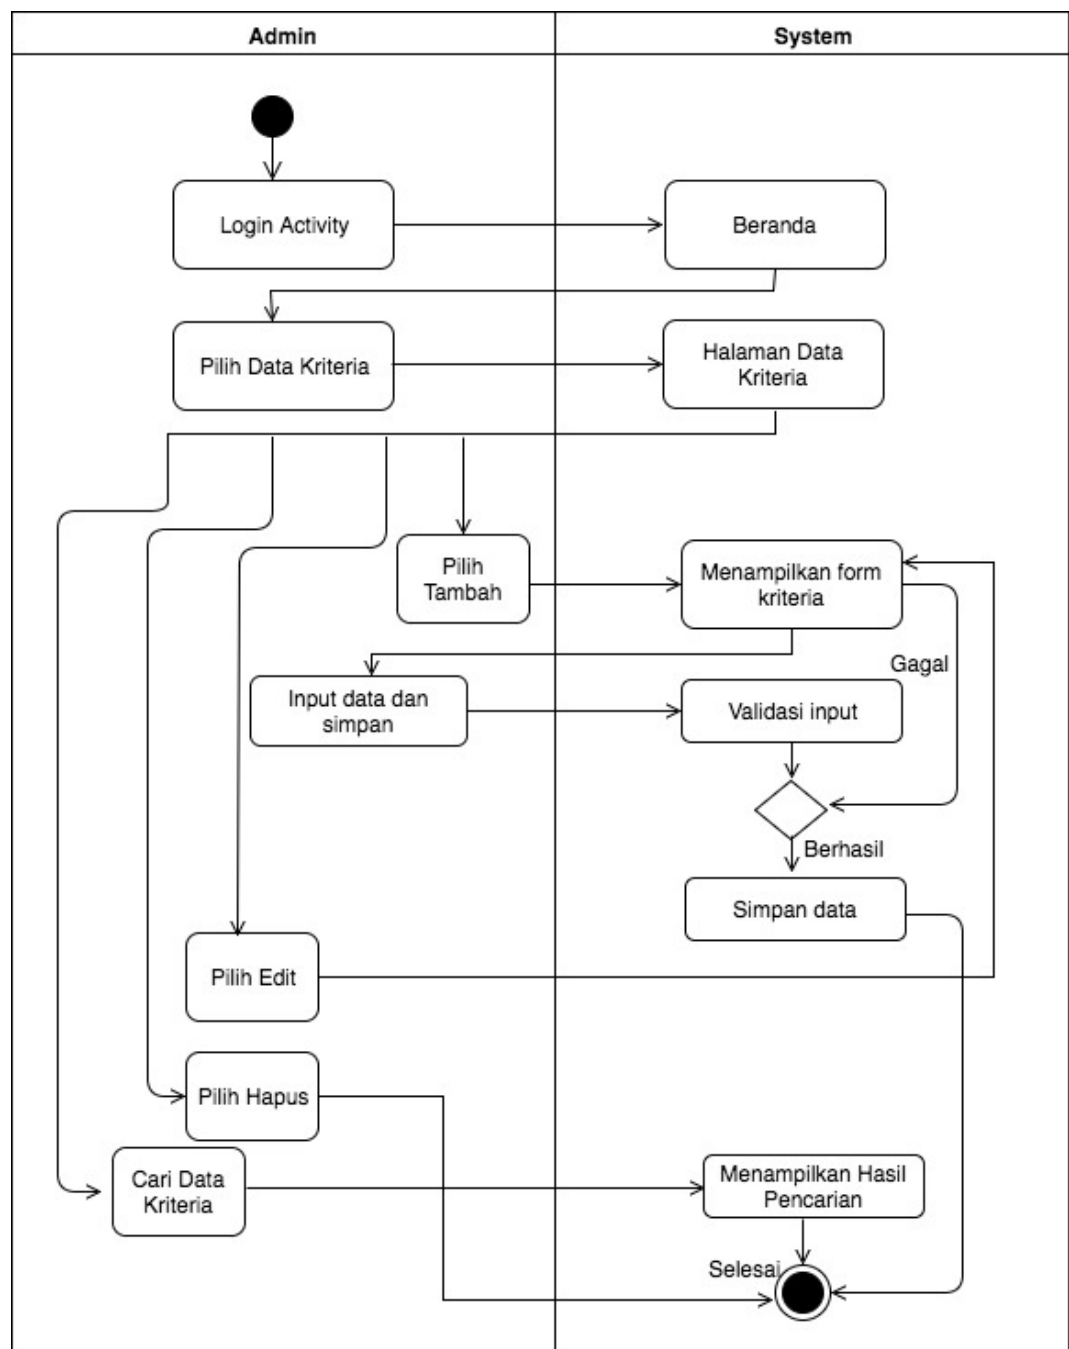 Admin
System
Login Activity
Beranda
Pilih Data Kriteria
Halaman Data
Kriteria
Pilih
Tambah
Menampilkan form
kriteria
Gagal
Input data dan
simpan
Validasi input
Berhasil
Simpan data
Pilih Edit
Pilih Hapus
Cari Data
Kriteria
Menampilkan Hasil
Pencarian
Selesai